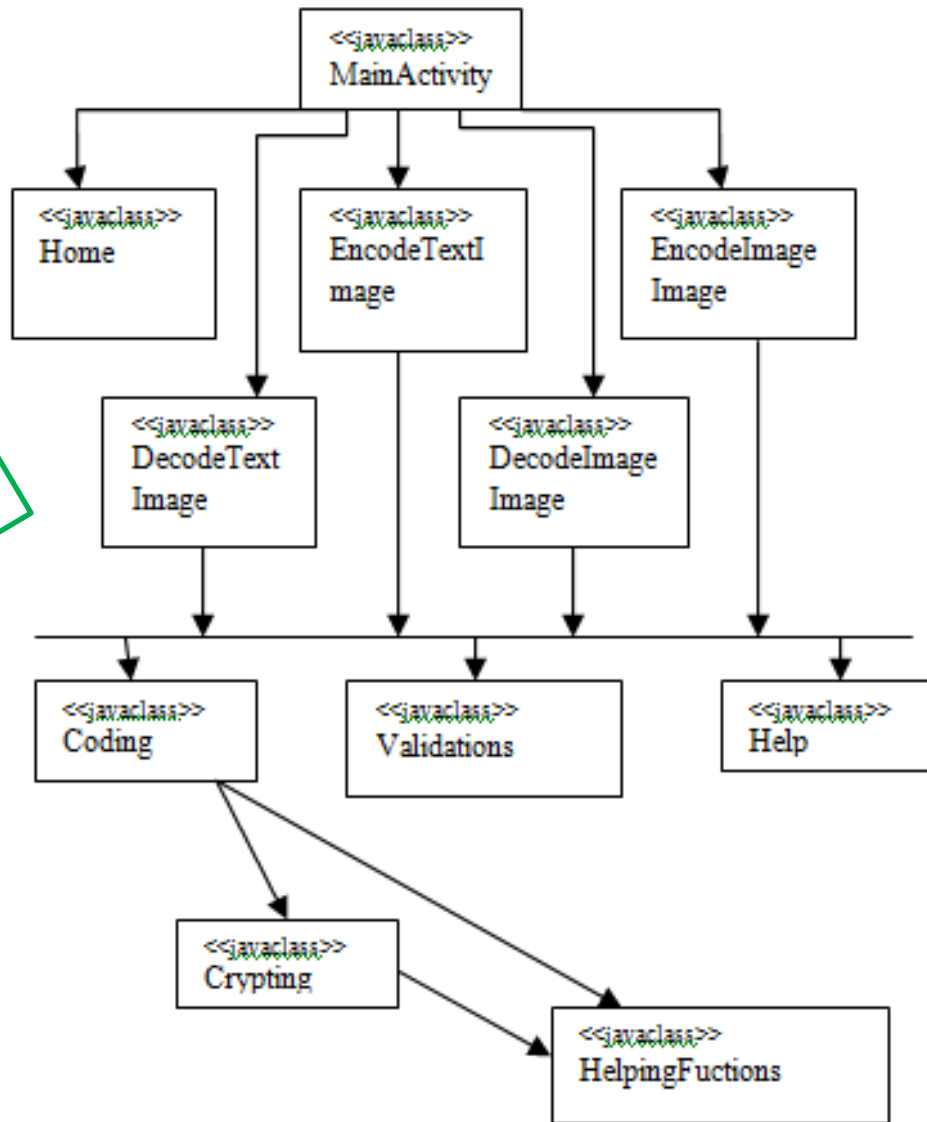 <<javaclass>>
MainActivity
<<javaclass>>
Home
<<javaclass>>
EncodeTextI
mage
<<javaclass>>
EncodeImage
Image
<<javaclass>>
DecodeText
Image
<<javaclass>>
DecodeImage
Image
<<javaclass>>
Coding
<<javaclass>>
Validations
<<javaclass>>
Help
<<javaclass>>
Crypting
<<javaclass>>
HelpingFuctions